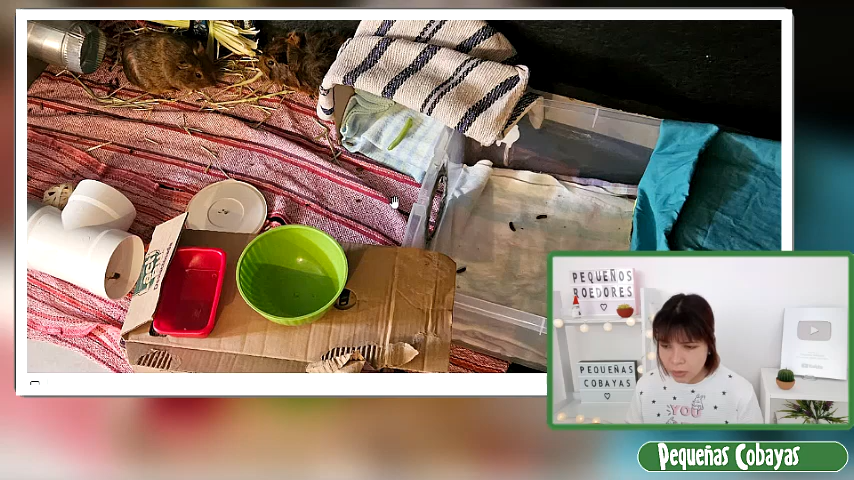 PEQUEÑOS
ROEDORES
PEQUEÑAS
COBAYAS
YOU
Pequeñas Cobayas